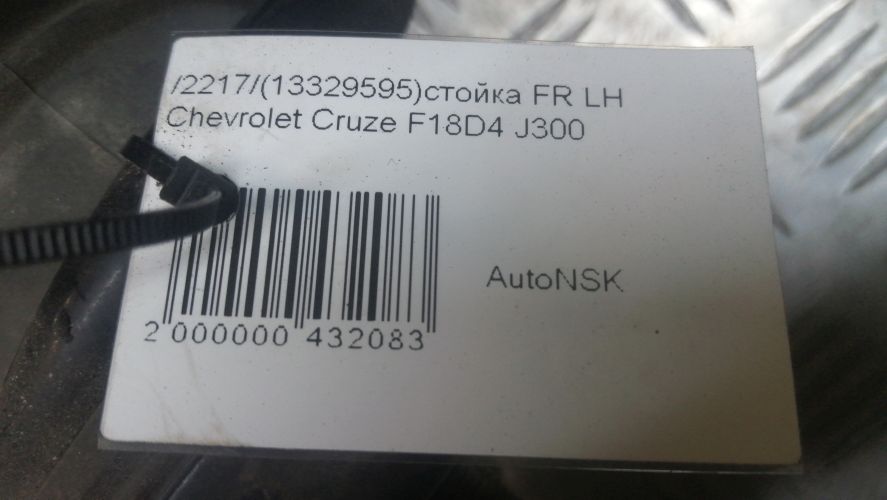 /2217/(13329595)стойка FR LH
Chevrolet Cruze F18D4 J300
AutoNSK
2 000000 432083